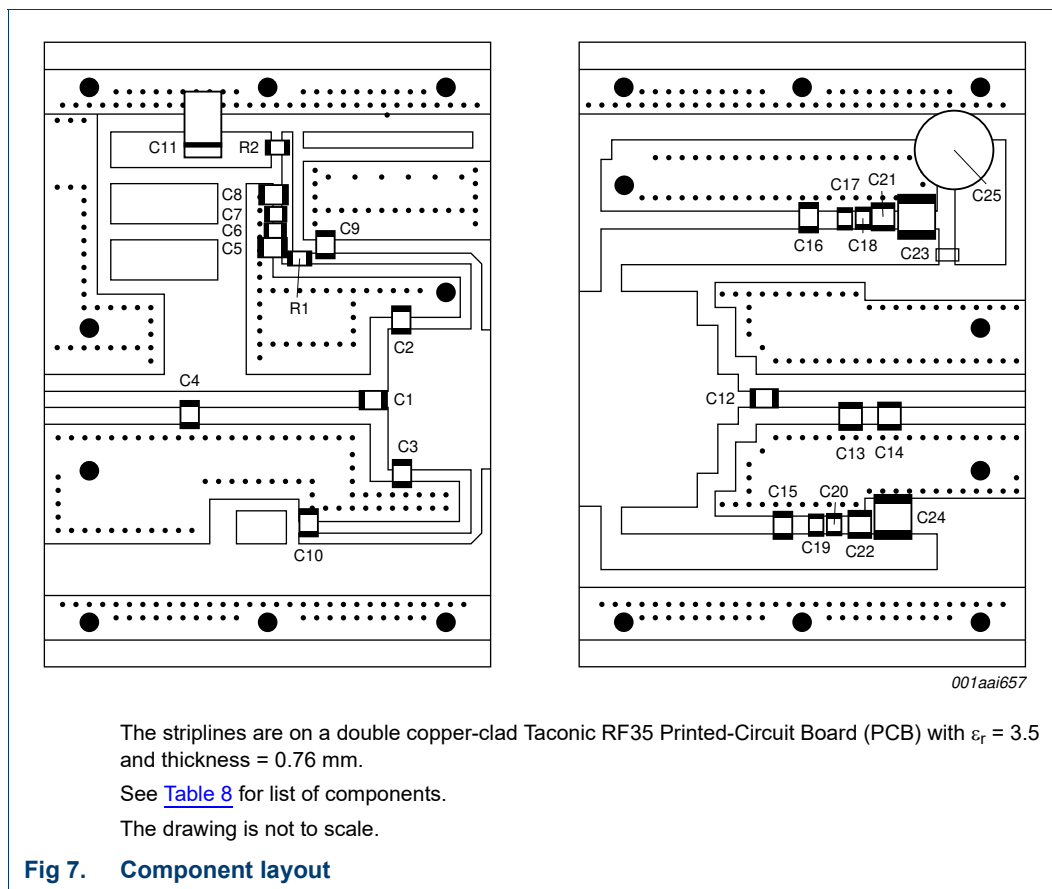 C11
R2
C8
C7
C6
C5
C9
R1
C2
C4
C1
C3
C10
C17
C21
C25
C16
C18
C23
C12
C13
C14
C15
C20
C19
C22
C24
001aai657
The striplines are on a double copper-clad Taconic RF35 Printed-Circuit Board (PCB) with εr = 3.5
and thickness = 0.76 mm.
See Table 8 for list of components.
The drawing is not to scale.
Fig 7. Component layout